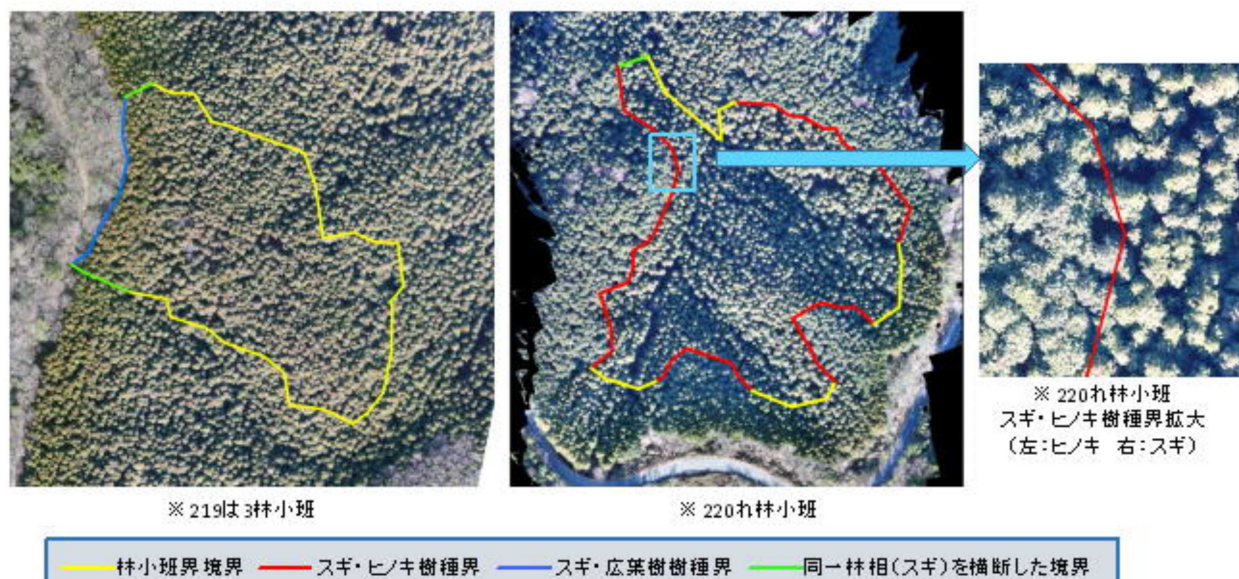 ※ 219は3林小班
※ 220れ林小班
※ 220れ林小班
スギ・ヒノキ樹種界拡大
(左:ヒノキ 右:スギ)
林小班界境界
スギ・ヒノキ樹種界
スギ・広葉樹樹種界
同一林相(スギ)を横断した境界